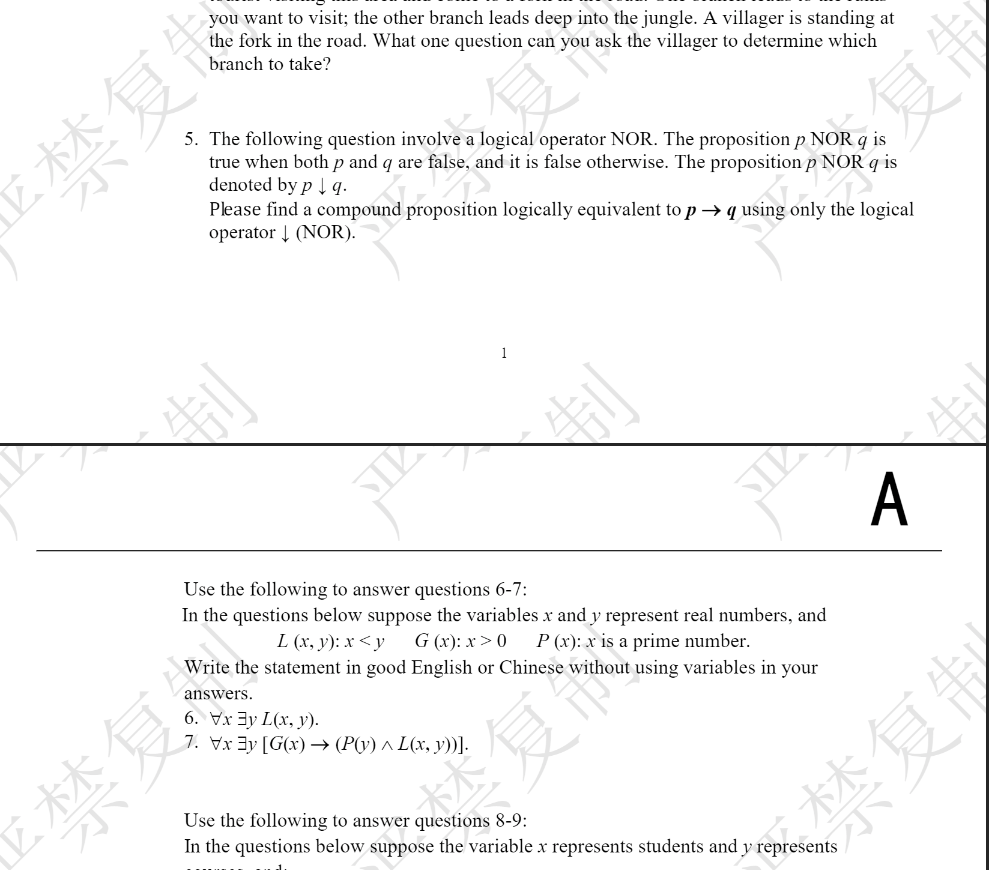 you want to visit; the other branch leads deep into the jungle. A villager is standing at
the fork in the road. What one question can you ask the villager to determine which
branch to take?
5. The following question involve a logical operator NOR. The proposition p NOR q is
true when both p and q are false, and it is false otherwise. The proposition p NOR q is
denoted by p ↓ q.
Please find a compound proposition logically equivalent to p → q using only the logical
operator ↓ (NOR).
1
A
Use the following to answer questions 6-7:
In the questions below suppose the variables x and y represent real numbers, and
L (x, y): x < y G (x): x > 0 P (x): x is a prime number.
Write the statement in good English or Chinese without using variables in your
answers.
6. ∀x ∃y L(x, y).
7. ∀x ∃y [G(x) → (P(y) ∧ L(x, y))].
Use the following to answer questions 8-9:
In the questions below suppose the variable x represents students and y represents
严禁复制